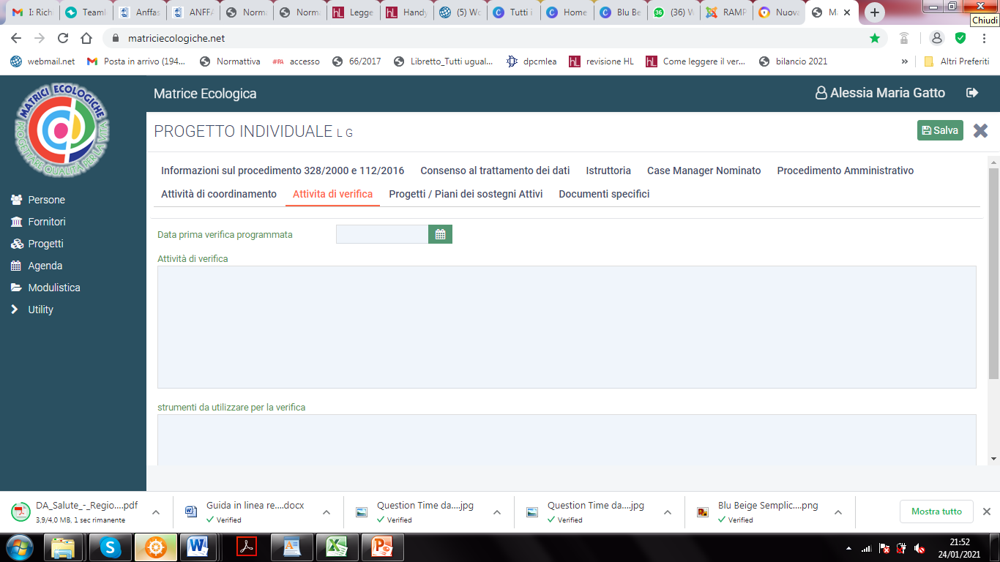 I: Rich
TeamI
Anffas
ANFFA
Norma
Norm
Legge
Handy
(5) Wo
Tutti i
Home
Blu Be
(36) W
RAMP
Nuova
Ma
Chiudi
matriciecologiche.net
webmail.net
Posta in arrivo (194...
Normattiva
accesso
66/2017
Libretto_Tutti ugual...
dpcmlea
revisione HL
Come leggere il ver...
bilancio 2021
»
Altri Preferiti
MATRICI ECOLOGICHE
PROGETTARE QUALITÀ PER LA VITA
Matrice Ecologica
Alessia Maria Gatto
PROGETTO INDIVIDUALE L G
Salva
Informazioni sul procedimento 328/2000 e 112/2016
Consenso al trattamento dei dati
Istruttoria
Case Manager Nominato
Procedimento Amministrativo
Attività di coordinamento
Attivita di verifica
Progetti / Piani dei sostegni Attivi
Documenti specifici
Persone
Fornitori
Progetti
Agenda
Modulistica
Utility
Data prima verifica programmata
Attività di verifica
strumenti da utilizzare per la verifica
DA_Salute_-_Regio....pdf
3,9/4,0 MB, 1 sec rimanente
Guida in linea re....docx
Verified
Question Time da....jpg
Verified
Question Time da....jpg
Verified
Blu Beige Semplic....png
Verified
Mostra tutto
21:52
24/01/2021